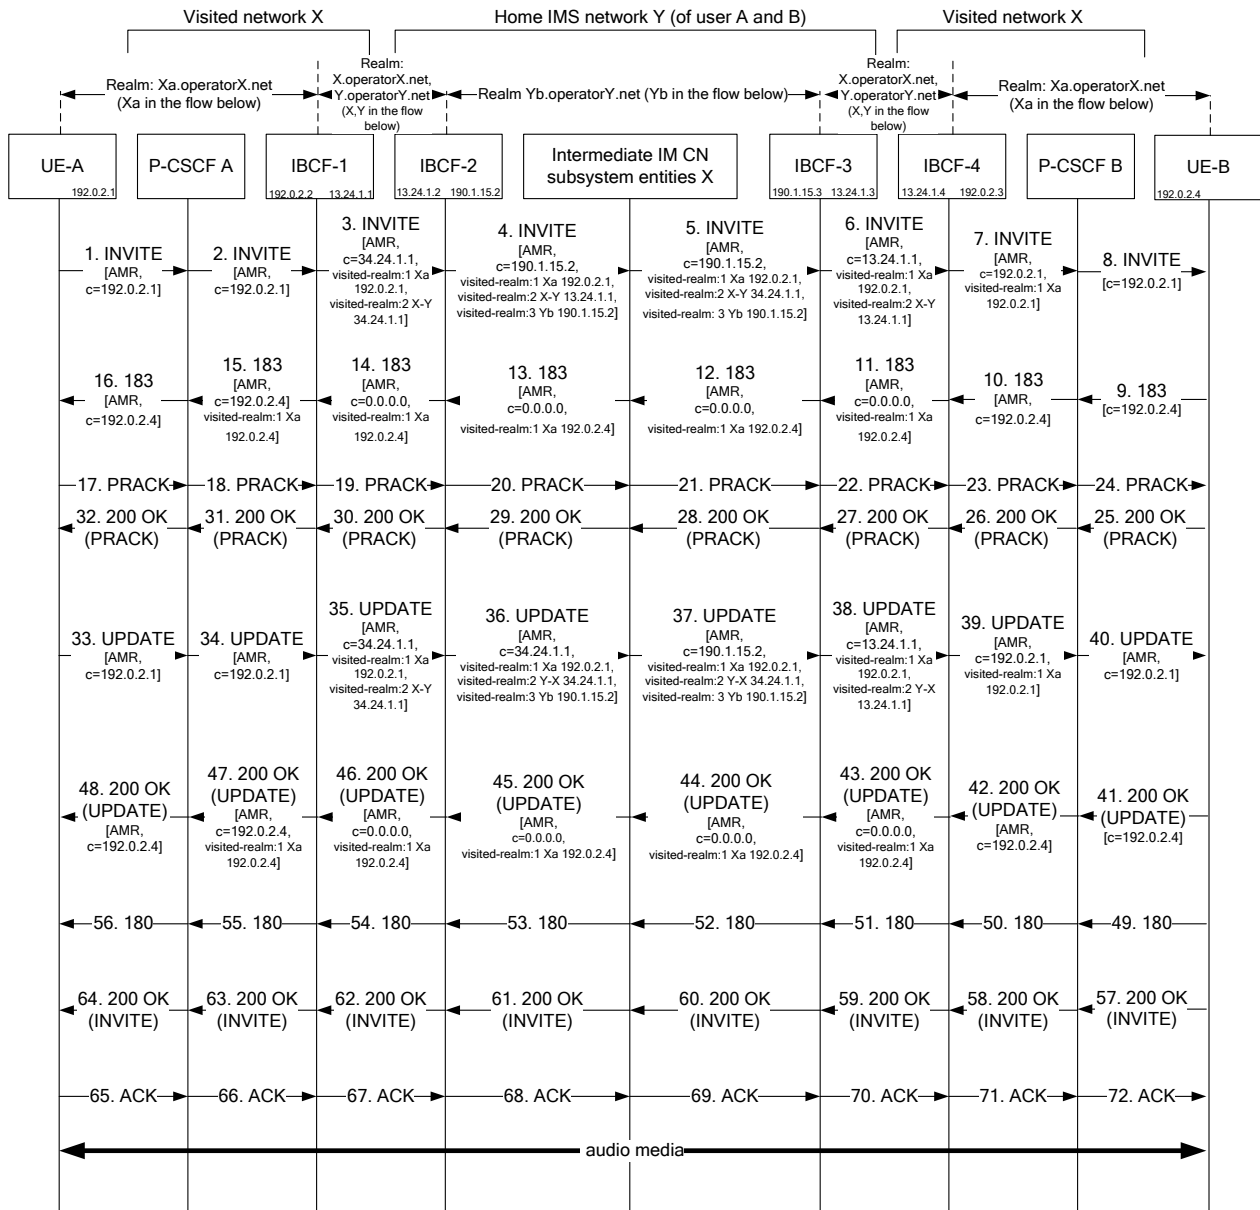 Visited network X
Home IMS network Y (of user A and B)
Visited network X
Realm: Xa.operatorX.net
(Xa in the flow below)
Realm:
X.operatorX.net,
Y.operatorY.net
(X,Y in the flow
below)
Realm Yb.operatorY.net (Yb in the flow below)
Realm:
X.operatorX.net,
Y.operatorY.net
(X,Y in the flow
below)
Realm: Xa.operatorX.net
(Xa in the flow below)
UE-A
192.0.2.1
P-CSCF A
IBCF-1
192.0.2.2 13.24.1.1
IBCF-2
13.24.1.2 190.1.15.2
Intermediate IM CN
subsystem entities X
IBCF-3
190.1.15.3 13.24.1.3
IBCF-4
13.24.1.4 192.0.2.3
P-CSCF B
UE-B
192.0.2.4
1. INVITE
[AMR,
c=192.0.2.1]
2. INVITE
[AMR,
c=192.0.2.1]
3. INVITE
[AMR,
c=34.24.1.1,
visited-realm:1 Xa
192.0.2.1,
visited-realm:2 X-Y
34.24.1.1]
4. INVITE
[AMR,
c=190.1.15.2,
visited-realm:1 Xa 192.0.2.1,
visited-realm:2 X-Y 13.24.1.1,
visited-realm:3 Yb 190.1.15.2]
5. INVITE
[AMR,
c=190.1.15.2,
visited-realm:1 Xa 192.0.2.1,
visited-realm:2 X-Y 34.24.1.1,
visited-realm: 3 Yb 190.1.15.2]
6. INVITE
[AMR,
c=13.24.1.1,
visited-realm:1 Xa
192.0.2.1,
visited-realm:2 X-Y
13.24.1.1]
7. INVITE
[AMR,
c=192.0.2.1,
visited-realm:1 Xa
192.0.2.1]
8. INVITE
[c=192.0.2.1]
16. 183
[AMR,
c=192.0.2.4]
15. 183
[AMR,
c=192.0.2.4]
visited-realm:1 Xa
192.0.2.4]
14. 183
[AMR,
c=0.0.0.0,
visited-realm:1 Xa
192.0.2.4]
13. 183
[AMR,
c=0.0.0.0,
visited-realm:1 Xa 192.0.2.4]
12. 183
[AMR,
c=0.0.0.0,
visited-realm:1 Xa 192.0.2.4]
11. 183
[AMR,
c=0.0.0.0,
visited-realm:1 Xa
192.0.2.4]
10. 183
[AMR,
c=192.0.2.4]
9. 183
[c=192.0.2.4]
17. PRACK
18. PRACK
19. PRACK
20. PRACK
21. PRACK
22. PRACK
23. PRACK
24. PRACK
32. 200 OK
(PRACK)
31. 200 OK
(PRACK)
30. 200 OK
(PRACK)
29. 200 OK
(PRACK)
28. 200 OK
(PRACK)
27. 200 OK
(PRACK)
26. 200 OK
(PRACK)
25. 200 OK
(PRACK)
33. UPDATE
[AMR,
c=192.0.2.1]
34. UPDATE
[AMR,
c=192.0.2.1]
35. UPDATE
[AMR,
c=34.24.1.1,
visited-realm:1 Xa
192.0.2.1,
visited-realm:2 X-Y
34.24.1.1]
36. UPDATE
[AMR,
c=34.24.1.1,
visited-realm:1 Xa 192.0.2.1,
visited-realm:2 Y-X 34.24.1.1,
visited-realm:3 Yb 190.1.15.2]
37. UPDATE
[AMR,
c=190.1.15.2,
visited-realm:1 Xa 192.0.2.1,
visited-realm:2 Y-X 34.24.1.1,
visited-realm: 3 Yb 190.1.15.2]
38. UPDATE
[AMR,
c=13.24.1.1,
visited-realm:1 Xa
192.0.2.1,
visited-realm:2 Y-X
13.24.1.1]
39. UPDATE
[AMR,
c=192.0.2.1,
visited-realm:1 Xa
192.0.2.1]
40. UPDATE
[AMR,
c=192.0.2.1]
48. 200 OK
(UPDATE)
[AMR,
c=192.0.2.4]
47. 200 OK
(UPDATE)
[AMR,
c=192.0.2.4,
visited-realm:1 Xa
192.0.2.4]
46. 200 OK
(UPDATE)
[AMR,
c=0.0.0.0,
visited-realm:1 Xa
192.0.2.4]
45. 200 OK
(UPDATE)
[AMR,
c=0.0.0.0,
visited-realm:1 Xa 192.0.2.4]
44. 200 OK
(UPDATE)
[AMR,
c=0.0.0.0,
visited-realm:1 Xa 192.0.2.4]
43. 200 OK
(UPDATE)
[AMR,
c=0.0.0.0,
visited-realm:1 Xa
192.0.2.4]
42. 200 OK
(UPDATE)
[AMR,
c=192.0.2.4]
41. 200 OK
(UPDATE)
[c=192.0.2.4]
56. 180
55. 180
54. 180
53. 180
52. 180
51. 180
50. 180
49. 180
64. 200 OK
(INVITE)
63. 200 OK
(INVITE)
62. 200 OK
(INVITE)
61. 200 OK
(INVITE)
60. 200 OK
(INVITE)
59. 200 OK
(INVITE)
58. 200 OK
(INVITE)
57. 200 OK
(INVITE)
65. ACK
66. ACK
67. ACK
68. ACK
69. ACK
70. ACK
71. ACK
72. ACK
audio media